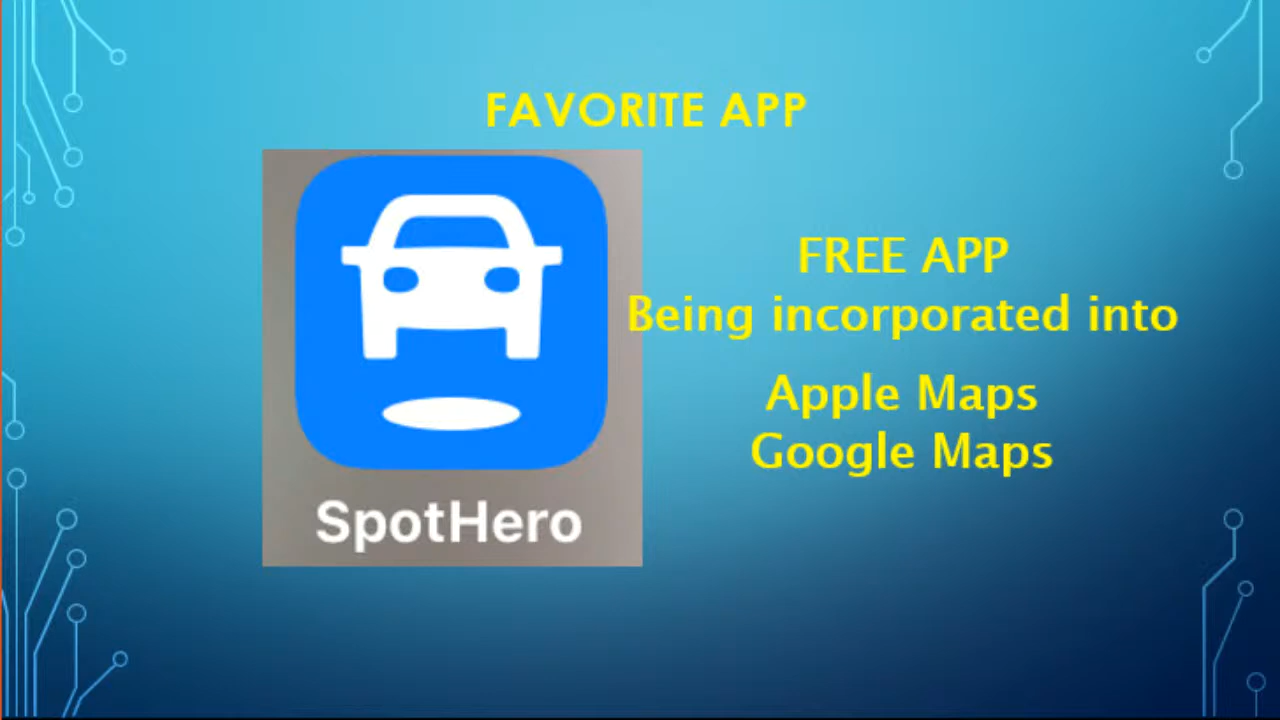 FAVORITE APP
SpotHero
FREE APP
Being incorporated into
Apple Maps
Google Maps